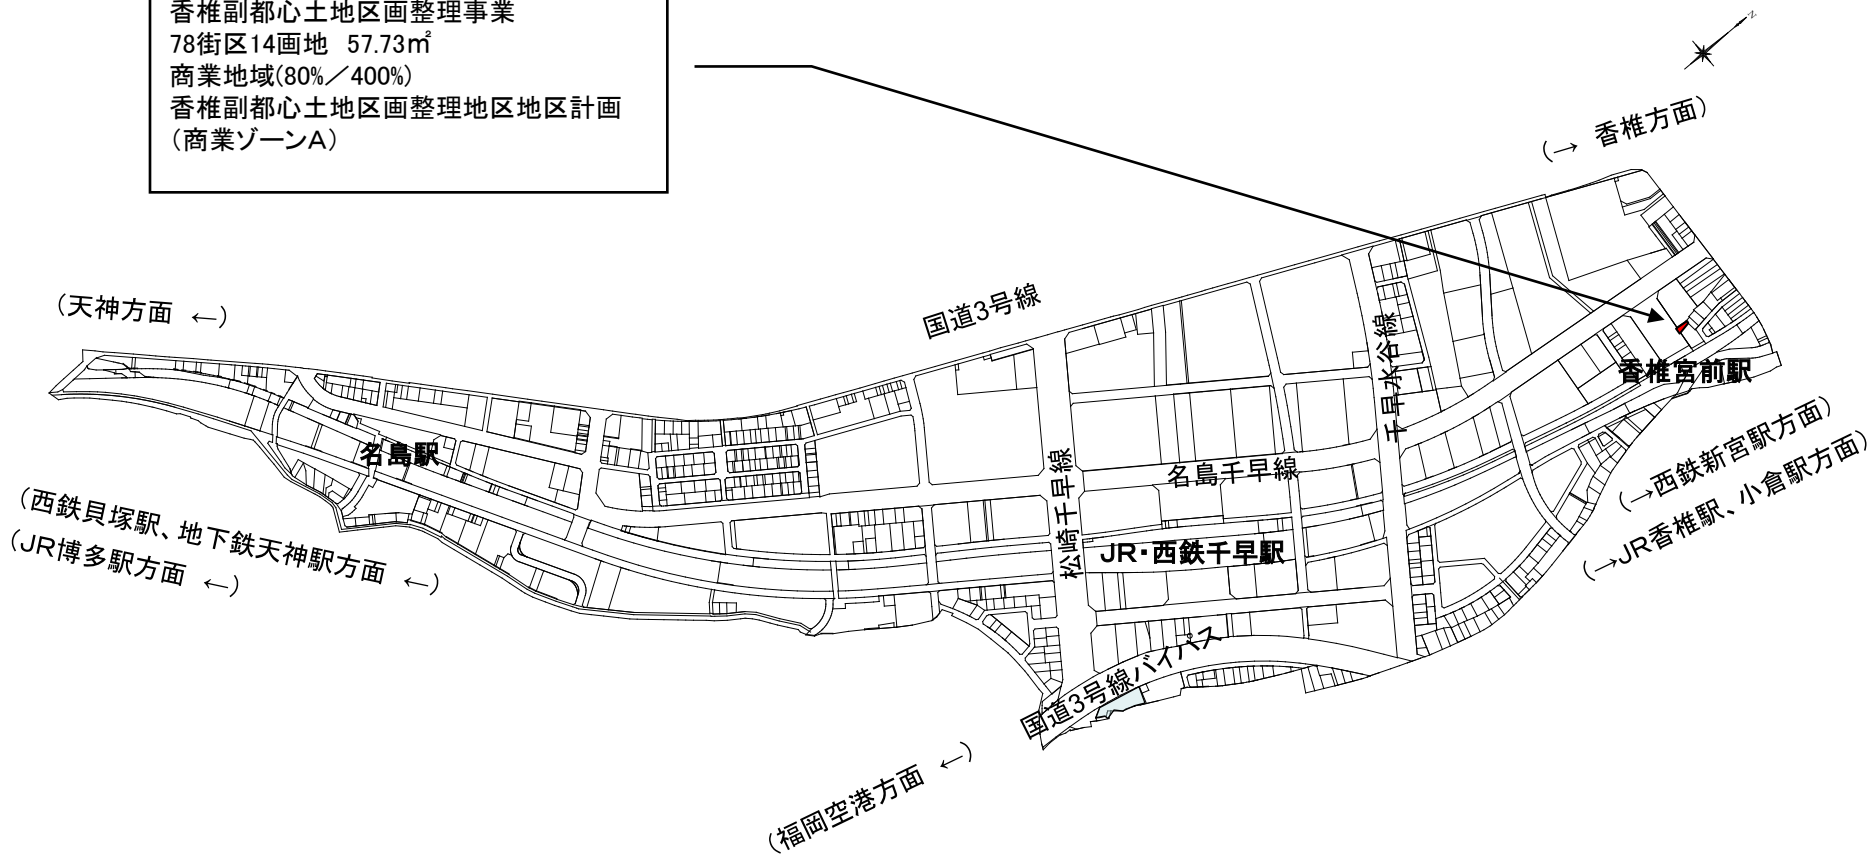 香椎副都心土地区画整理事業
78街区14画地 57.73㎡
商業地域(80%／400%)
香椎副都心土地区画整理地区地区計画
（商業ゾーンA）
N
（→ 香椎方面）
（天神方面 ←）
国道3号線
千早水谷線
香椎宮前駅
名島駅
松崎千早線
名島千早線
JR・西鉄千早駅
（→西鉄新宮駅方面）
（→JR香椎駅、小倉駅方面）
（西鉄貝塚駅、地下鉄天神駅方面 ←）
（JR博多駅方面 ←）
国道3号線バイパス
（福岡空港方面 ←）